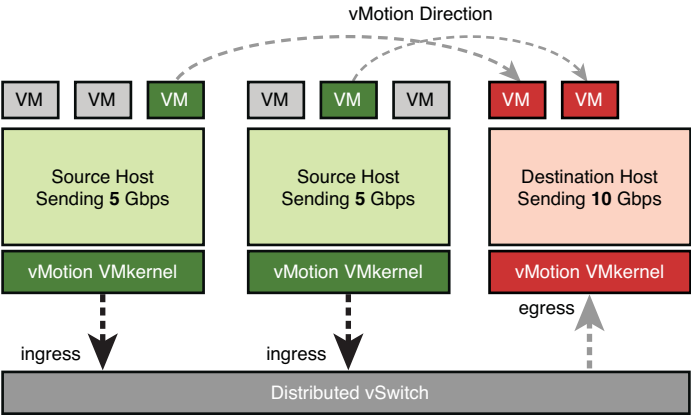 vMotion Direction
VM
VM
VM
VM
VM
VM
VM
VM
Source Host
Sending 5 Gbps
Source Host
Sending 5 Gbps
Destination Host
Sending 10 Gbps
vMotion VMkernel
vMotion VMkernel
vMotion VMkernel
egress
ingress
ingress
Distributed vSwitch